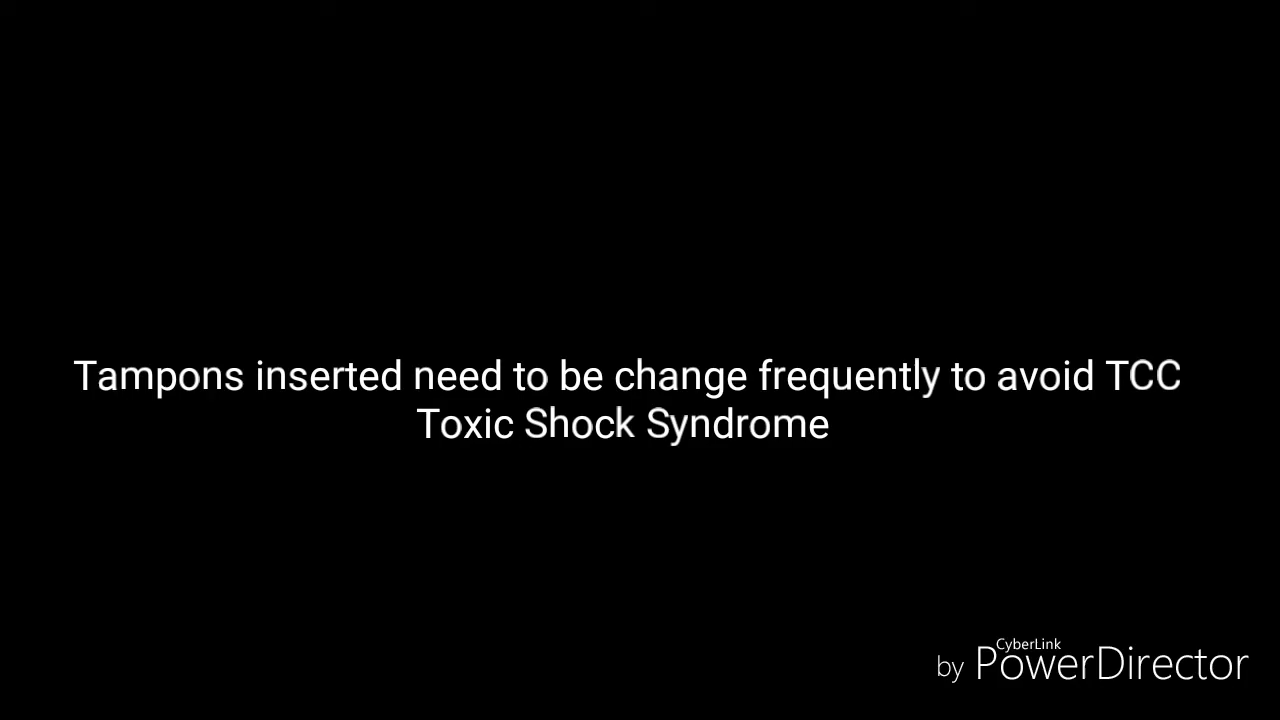 Tampons inserted need to be change frequently to avoid TCC
Toxic Shock Syndrome
CyberLink
by PowerDirector